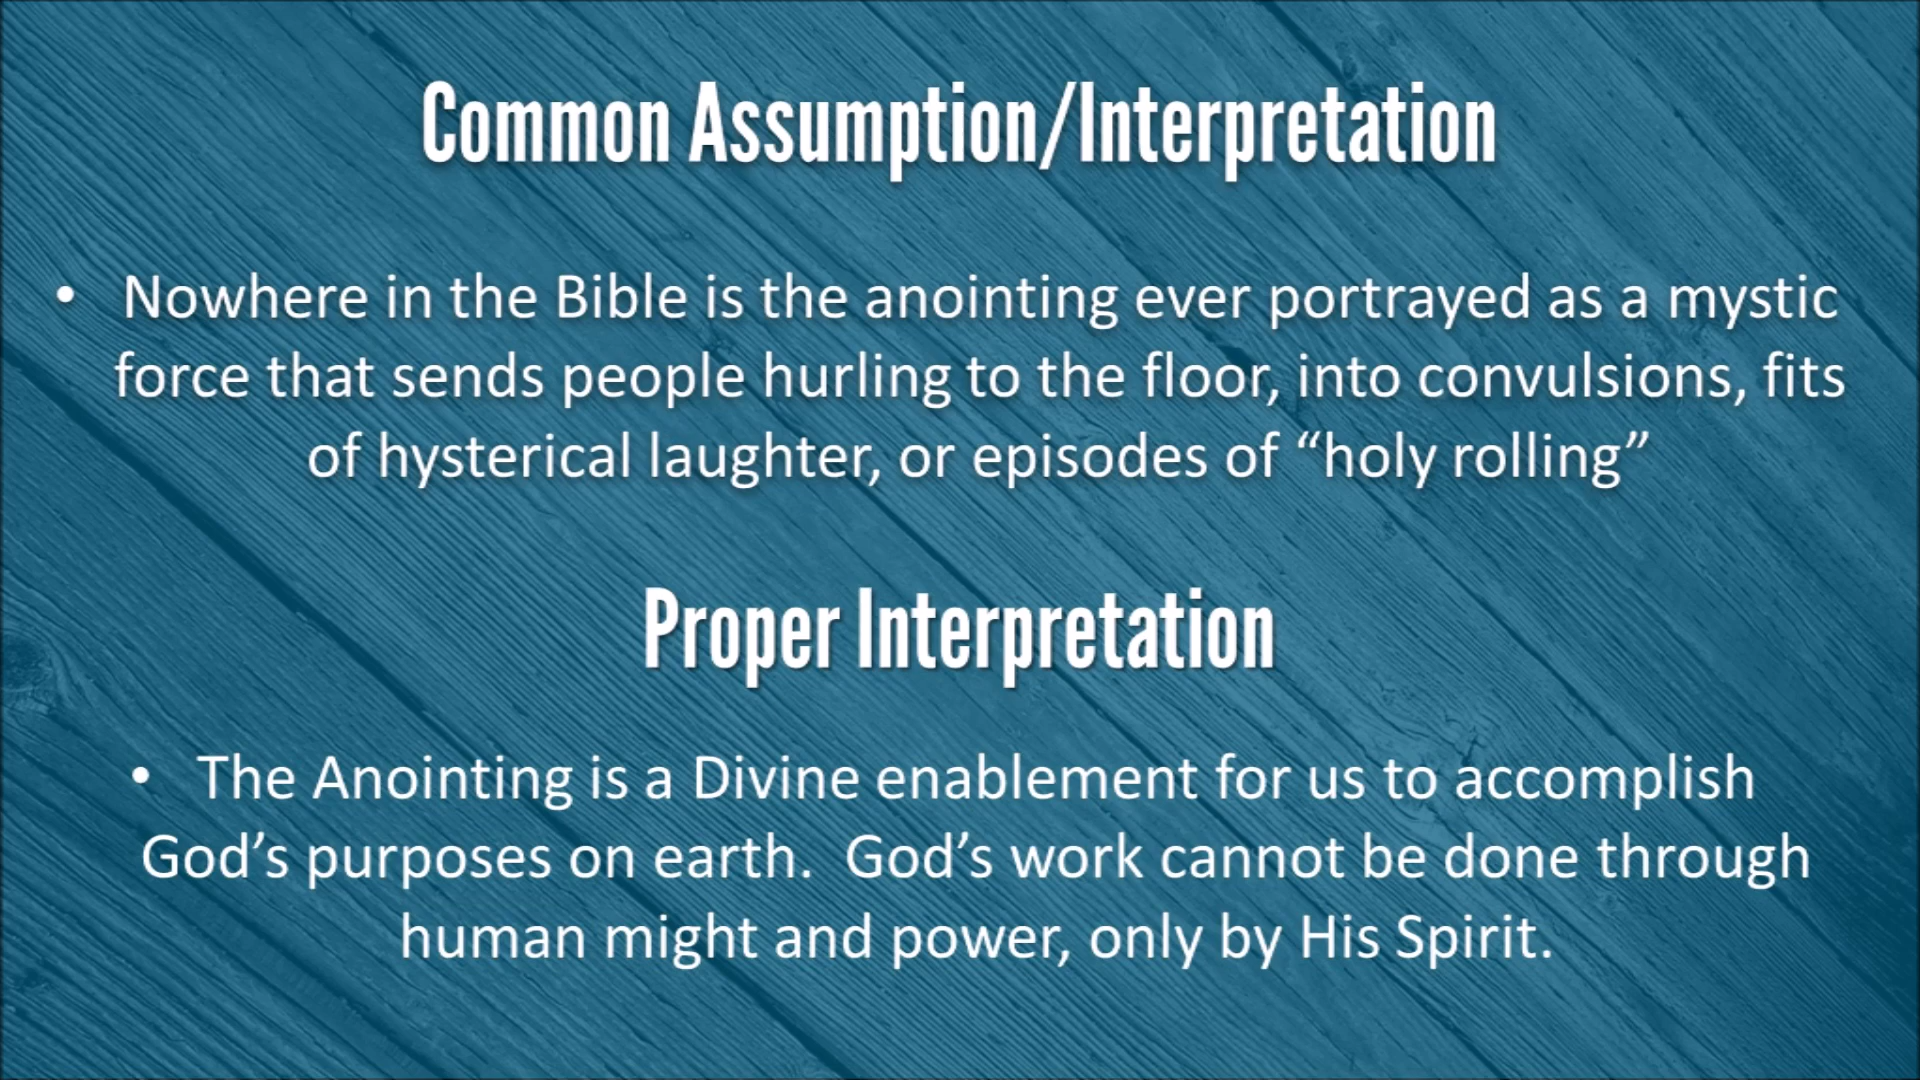 Common Assumption/Interpretation
• Nowhere in the Bible is the anointing ever portrayed as a mystic
force that sends people hurling to the floor, into convulsions, fits
of hysterical laughter, or episodes of “holy rolling”
Proper Interpretation
• The Anointing is a Divine enablement for us to accomplish
God’s purposes on earth.  God’s work cannot be done through
human might and power, only by His Spirit.